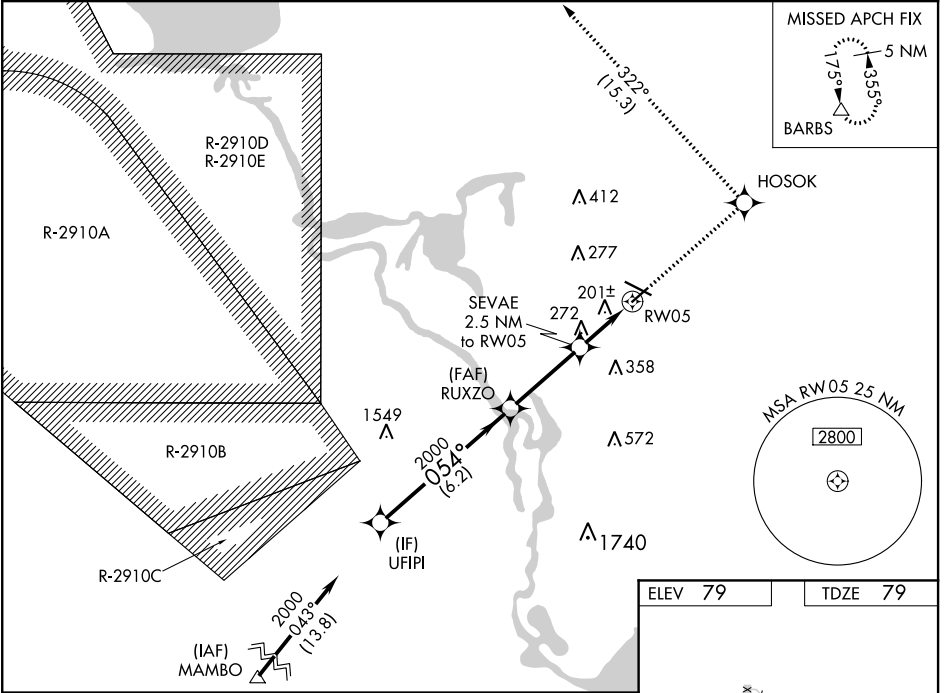 MISSED APCH FIX
5 NM
175°
355°
BARBS
322°
(15.3)
R-2910D
R-2910E
HOSOK
412
R-2910A
277
SEVAE
2.5 NM
to RW05
272
201±
RW05
(FAF)
RUXZO
358
MSA RW 05 25 NM
2800
1549
572
R-2910B
2000
054°
(6.2)
1740
(IF)
UFIPI
R-2910C
2000
043°
(13.8)
(IAF)
MAMBO
ELEV 79
TDZE 79
X